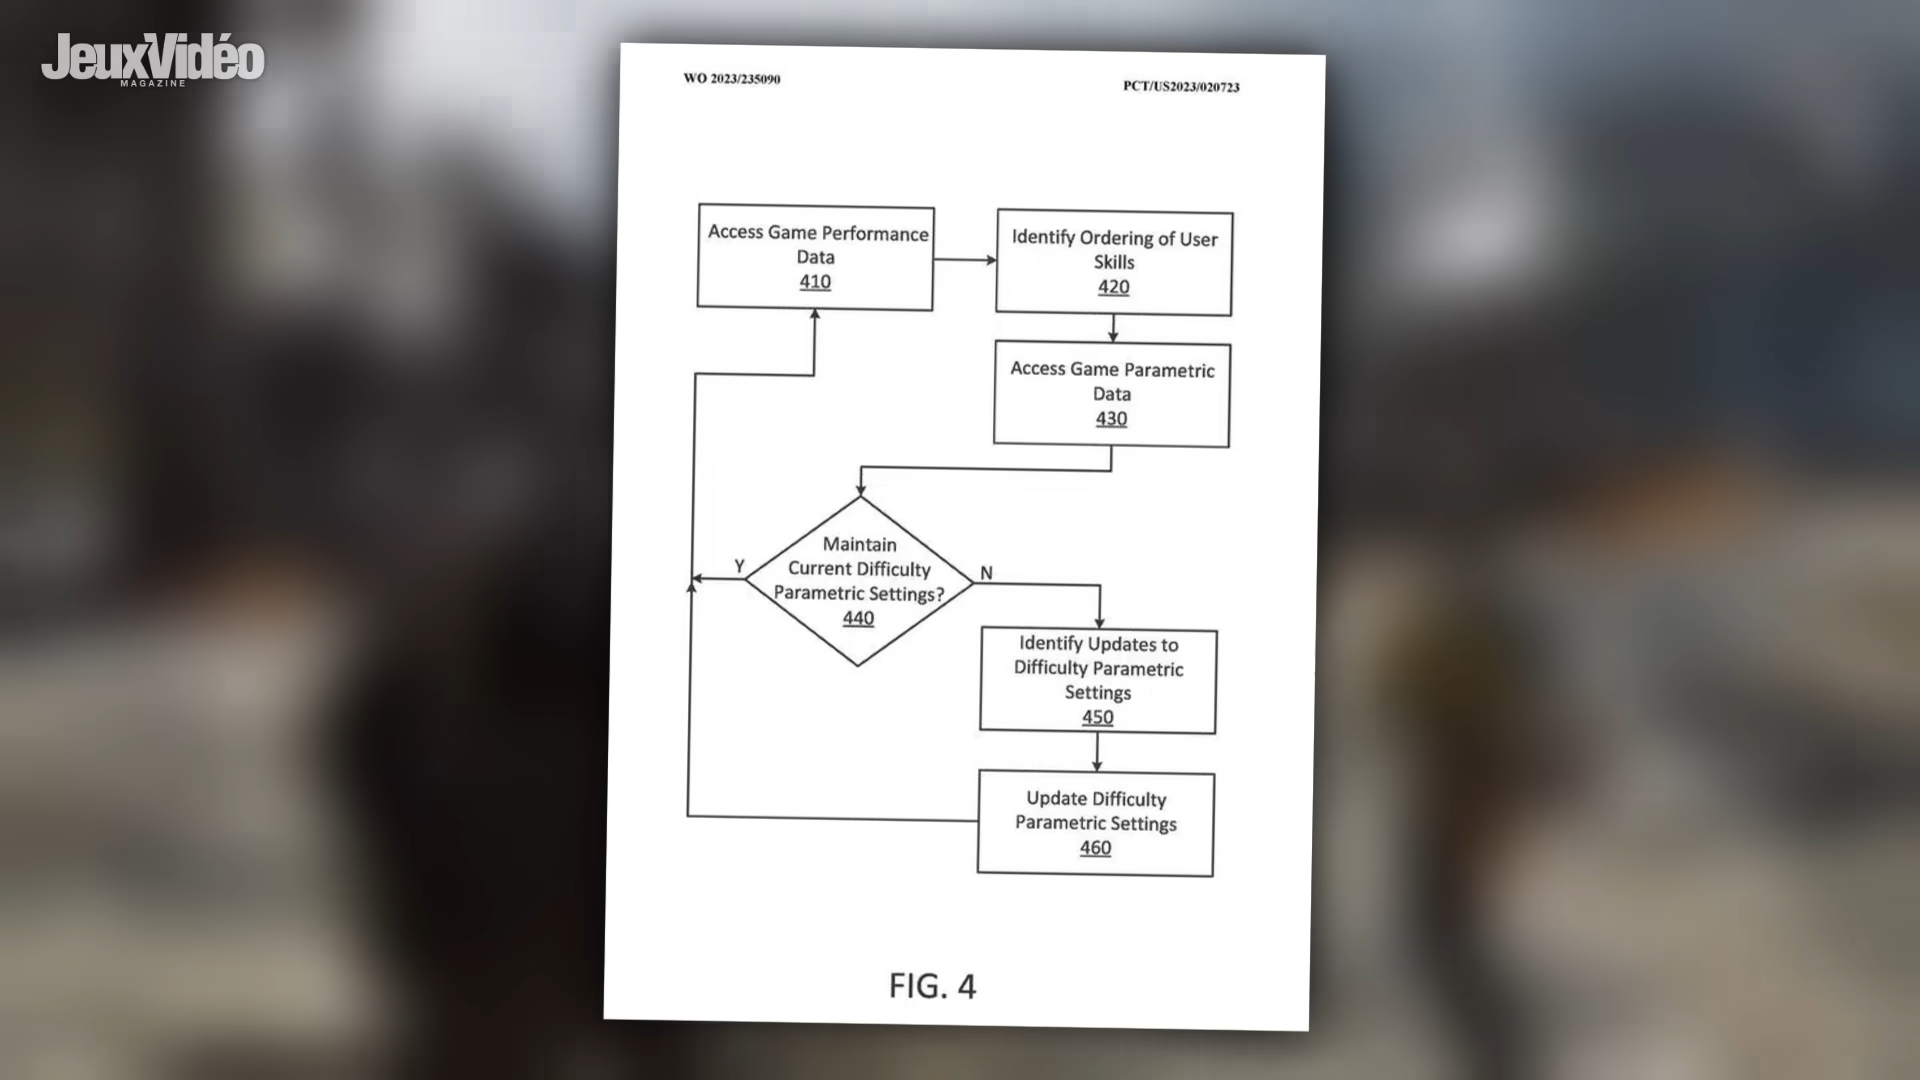 JeuxVidéo
MAGAZINE
WO 2023/235090
PCT/US2023/020723
Access Game Performance
Data
410
Identify Ordering of User
Skills
420
Access Game Parametric
Data
430
Maintain
Current Difficulty
Parametric Settings?
440
Y
N
Identify Updates to
Difficulty Parametric
Settings
450
Update Difficulty
Parametric Settings
460
FIG. 4